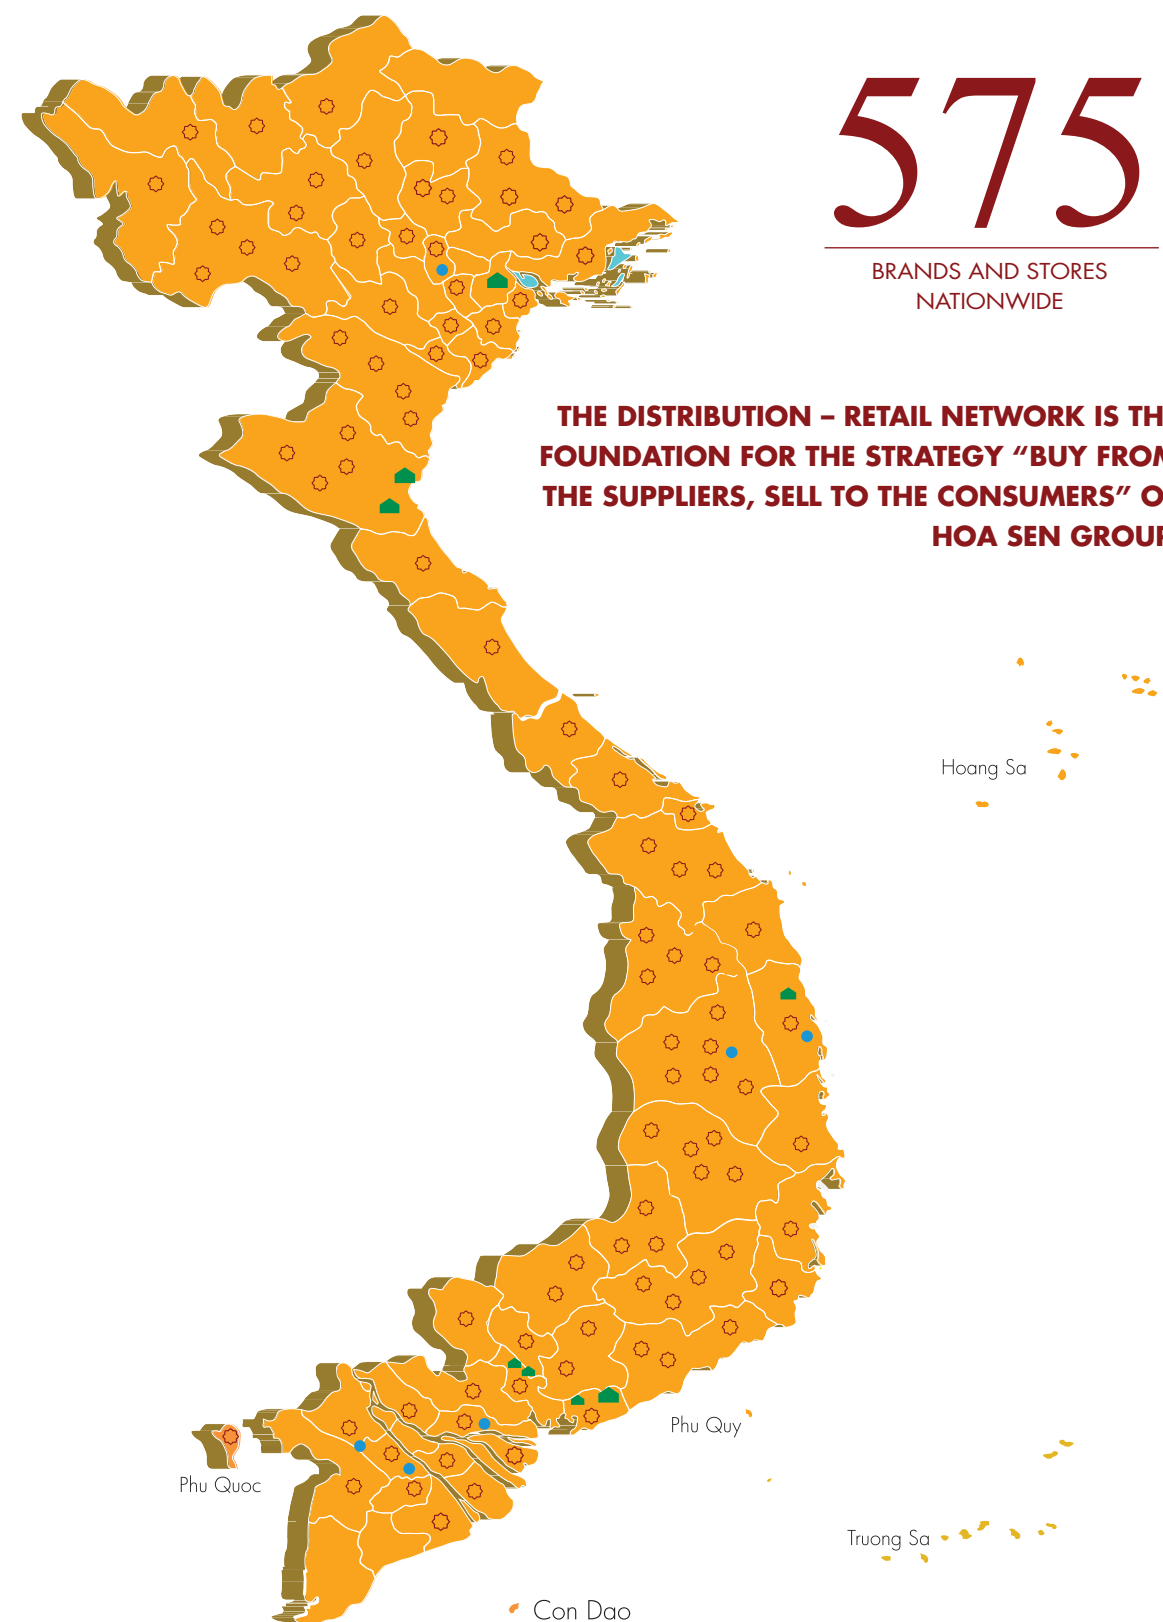 575
BRANDS AND STORES
NATIONWIDE
THE DISTRIBUTION – RETAIL NETWORK IS TH
FOUNDATION FOR THE STRATEGY “BUY FROM
THE SUPPLIERS, SELL TO THE CONSUMERS” O
HOA SEN GROUP
Hoang Sa
Phu Quy
Phu Quoc
Truong Sa
Con Dao